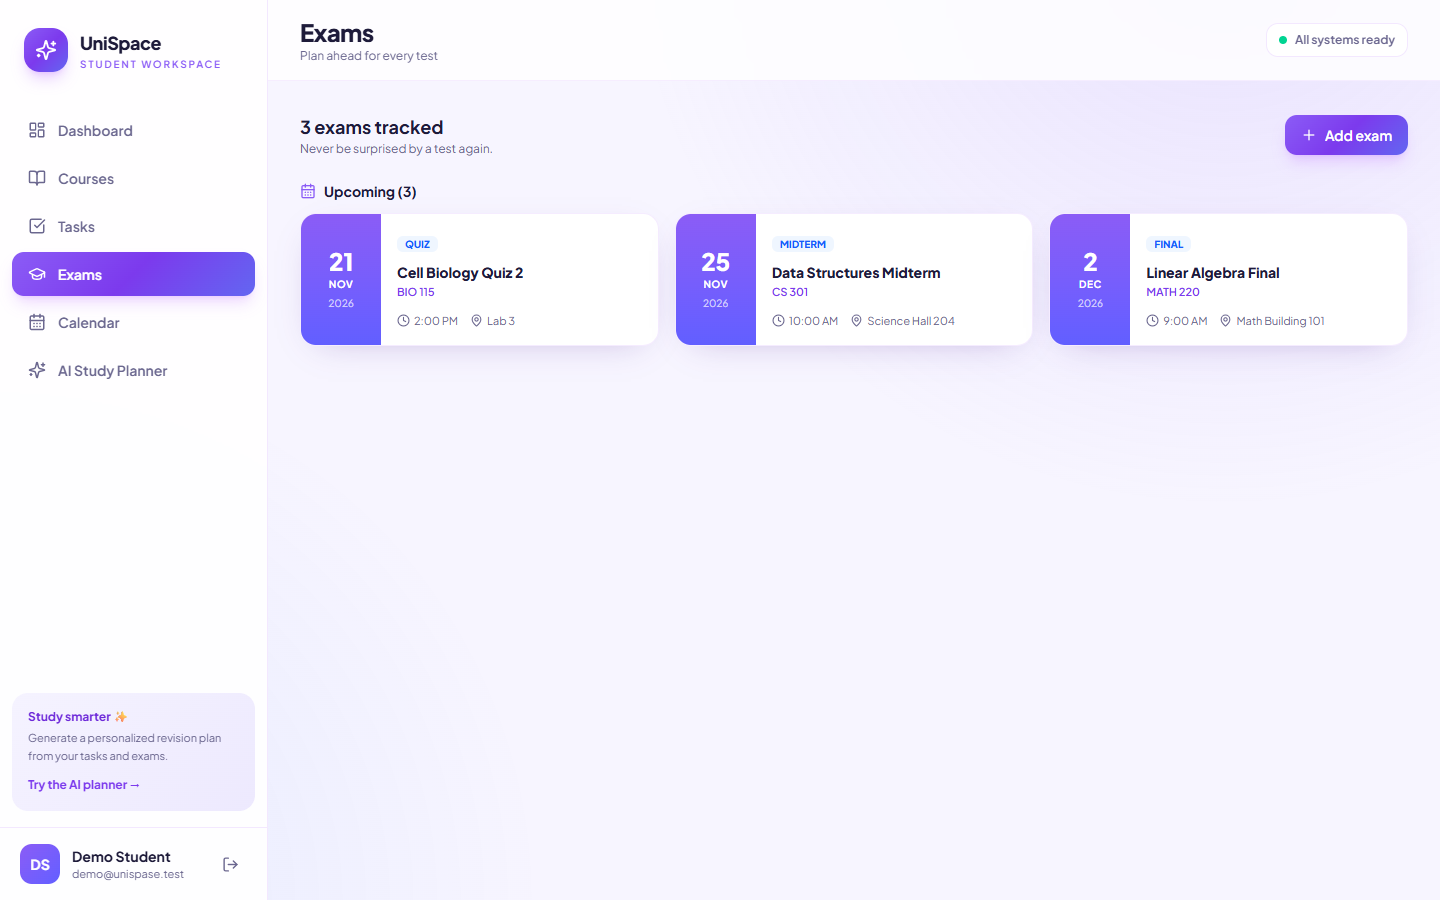 UniSpace
STUDENT WORKSPACE
Dashboard
Courses
Tasks
Exams
Calendar
AI Study Planner
Study smarter ✨
Generate a personalized revision plan
from your tasks and exams.
Try the AI planner →
DS
Demo Student
demo@unispase.test
Exams
Plan ahead for every test
All systems ready
3 exams tracked
Never be surprised by a test again.
+ Add exam
Upcoming (3)
21
NOV
2026
QUIZ
Cell Biology Quiz 2
BIO 115
2:00 PM Lab 3
25
NOV
2026
MIDTERM
Data Structures Midterm
CS 301
10:00 AM Science Hall 204
2
DEC
2026
FINAL
Linear Algebra Final
MATH 220
9:00 AM Math Building 101